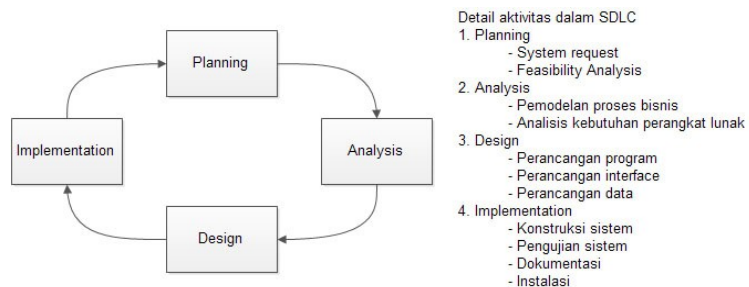 Planning
Analysis
Design
Implementation
Detail aktivitas dalam SDLC
1. Planning
- System request
- Feasibility Analysis
2. Analysis
- Pemodelan proses bisnis
- Analisis kebutuhan perangkat lunak
3. Design
- Perancangan program
- Perancangan interface
- Perancangan data
4. Implementation
- Konstruksi sistem
- Pengujian sistem
- Dokumentasi
- Instalasi